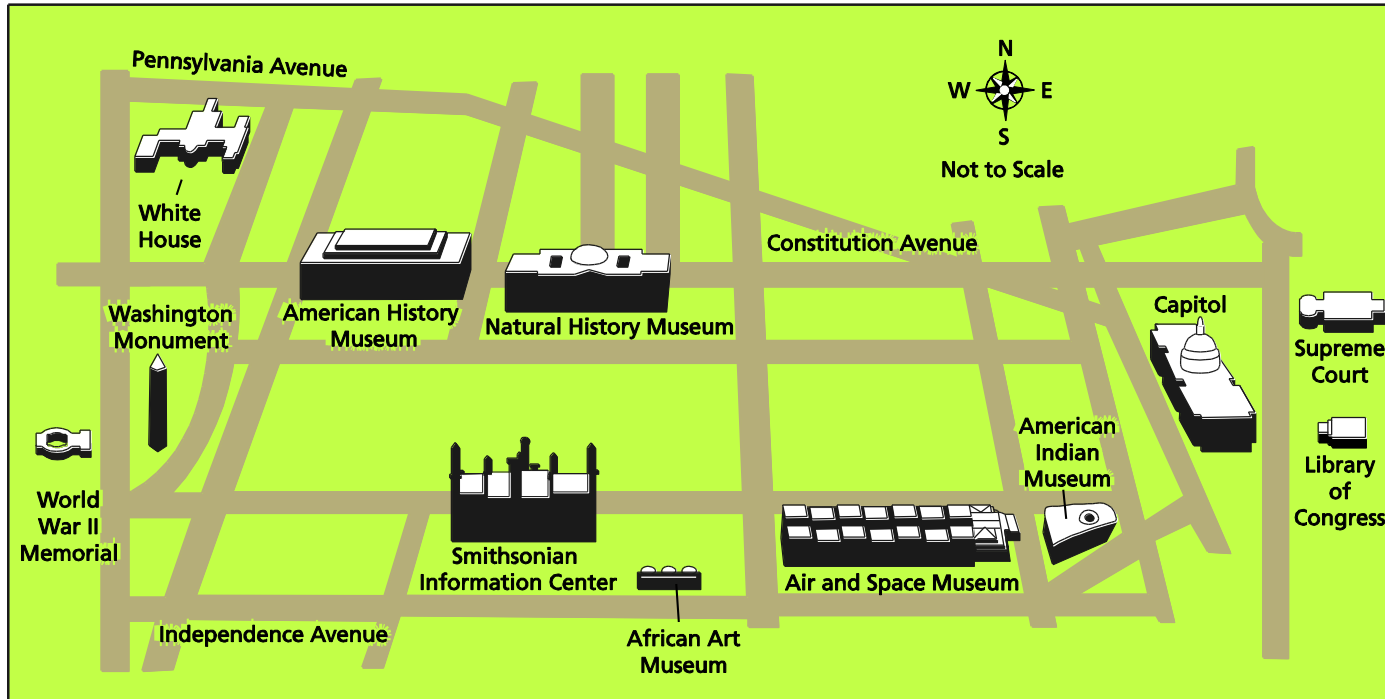 Pennsylvania Avenue
N
W E
S
Not to Scale
White
House
Constitution Avenue
American History
Museum
Natural History Museum
Washington
Monument
Capitol
Supreme
Court
American
Indian
Museum
Library
of
Congress
World
War II
Memorial
Smithsonian
Information Center
Air and Space Museum
Independence Avenue
African Art
Museum